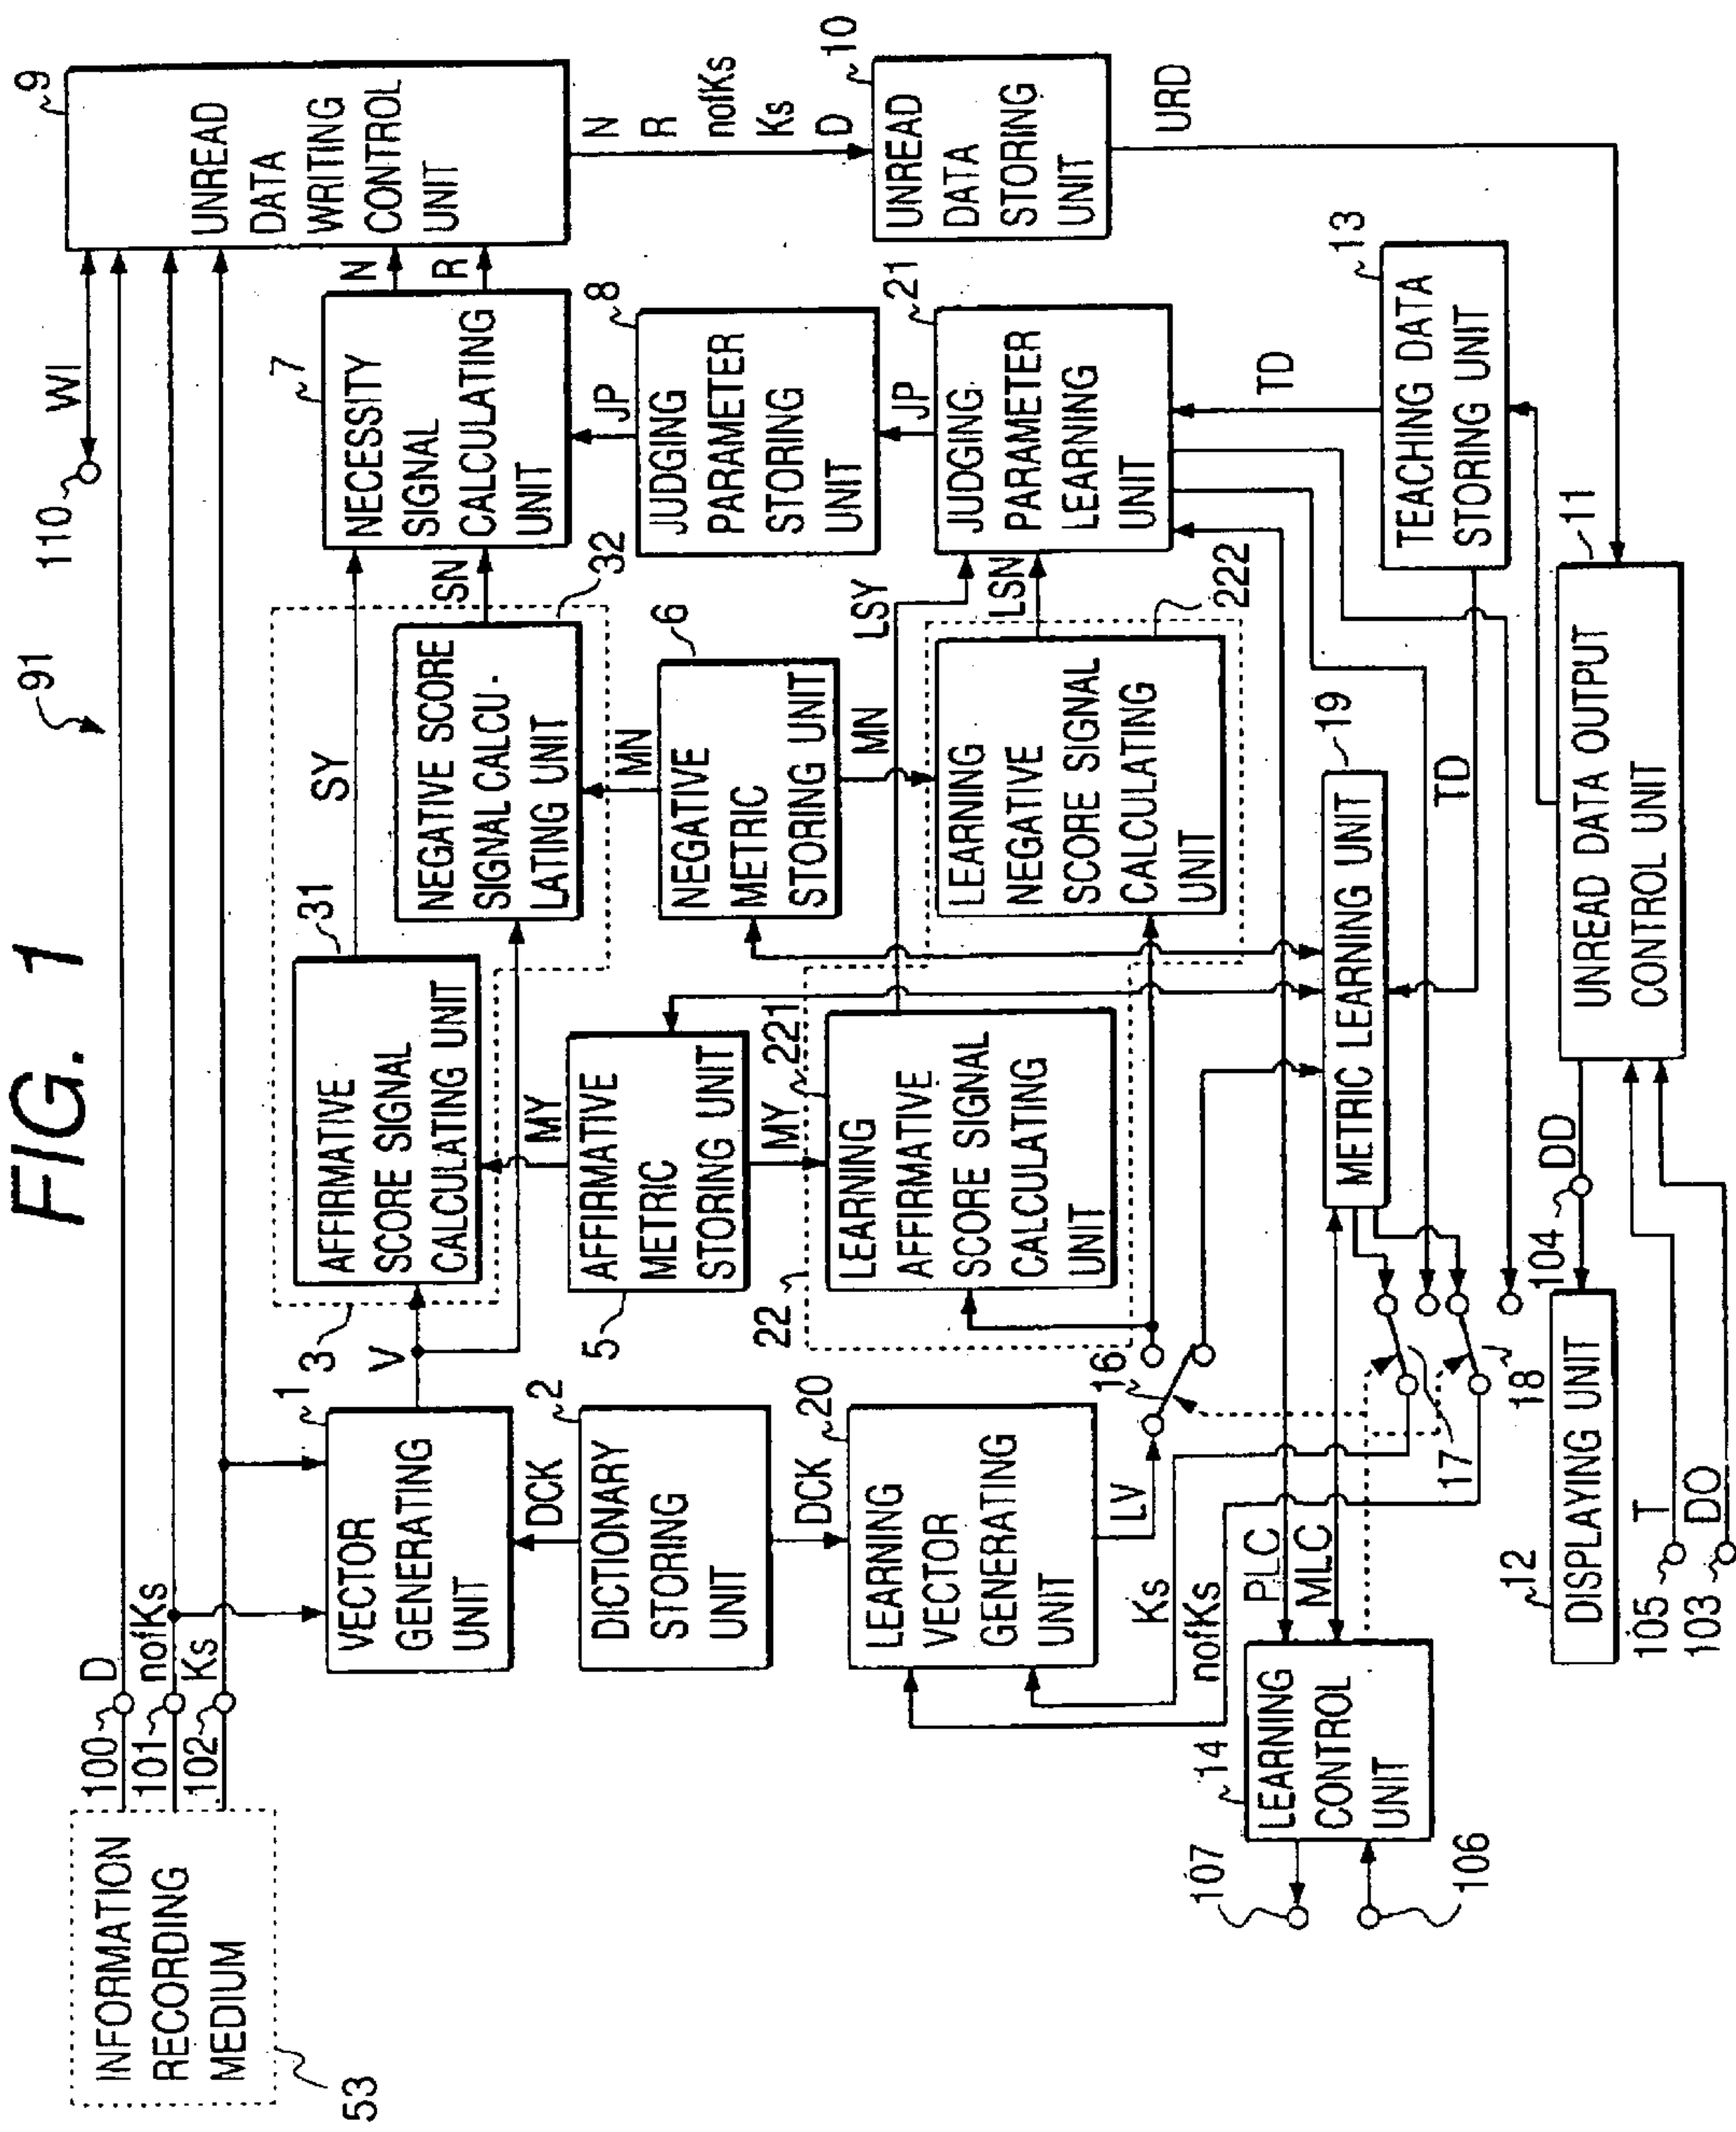 FIG. 1
91
INFORMATION
RECORDING
MEDIUM
53
100
D
101
nofKs
102
Ks
110
WI
9
UNREAD
DATA
WRITING
CONTROL
UNIT
1
VECTOR
GENERATING
UNIT
V
3
31
AFFIRMATIVE
SCORE SIGNAL
CALCULATING UNIT
SY
NEGATIVE SCORE
SIGNAL CALCU-
LATING UNIT
32
SN
7
NECESSITY
SIGNAL
CALCULATING
UNIT
N
R
N
R
nofKs
Ks
D
DCK
2
DICTIONARY
STORING
UNIT
MY
5
AFFIRMATIVE
METRIC
STORING UNIT
MY
MN
6
NEGATIVE
METRIC
STORING UNIT
MN
JP
8
JUDGING
PARAMETER
STORING
UNIT
JP
10
UNREAD
DATA
STORING
UNIT
URD
DCK
20
LEARNING
VECTOR
GENERATING
UNIT
LV
22
221
LEARNING
AFFIRMATIVE
SCORE SIGNAL
CALCULATING
UNIT
LSY
LEARNING
NEGATIVE
SCORE SIGNAL
CALCULATING
UNIT
222
LSN
21
JUDGING
PARAMETER
LEARNING
UNIT
TD
16
Ks
nofKs
PLC
MLC
14
LEARNING
CONTROL
UNIT
107
106
17
18
METRIC LEARNING UNIT
19
TD
13
TEACHING DATA
STORING UNIT
12
DISPLAYING UNIT
104
DD
11
UNREAD DATA OUTPUT
CONTROL UNIT
105
T
103
DO